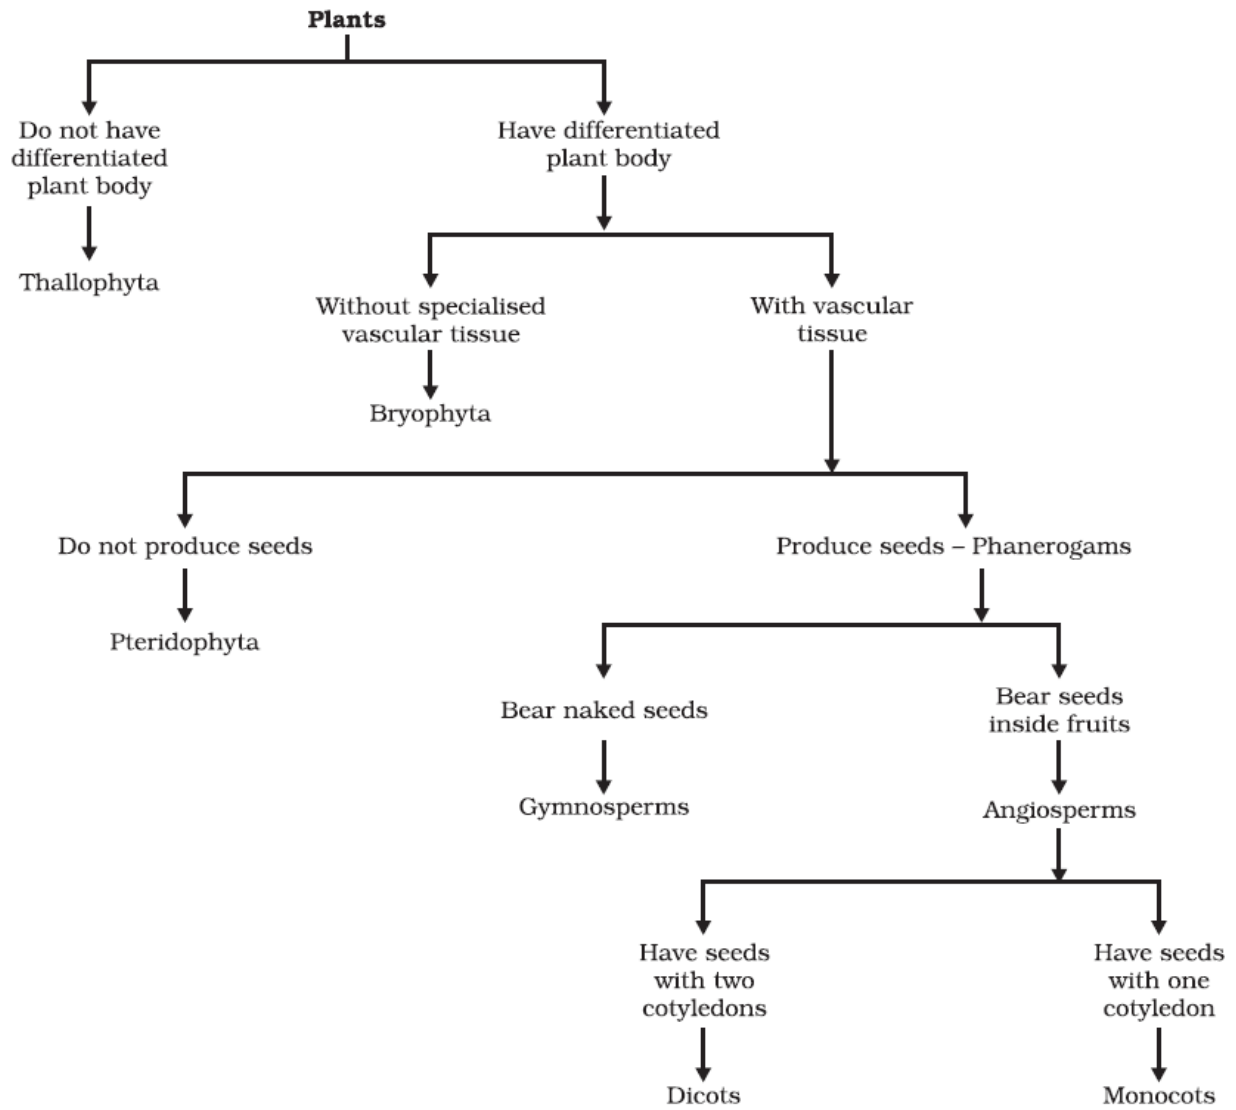 Plants
Do not have
differentiated
plant body
Have differentiated
plant body
Thallophyta
Without specialised
vascular tissue
With vascular
tissue
Bryophyta
Do not produce seeds
Produce seeds – Phanerogams
Pteridophyta
Bear naked seeds
Bear seeds
inside fruits
Gymnosperms
Angiosperms
Have seeds
with two
cotyledons
Have seeds
with one
cotyledon
Dicots
Monocots